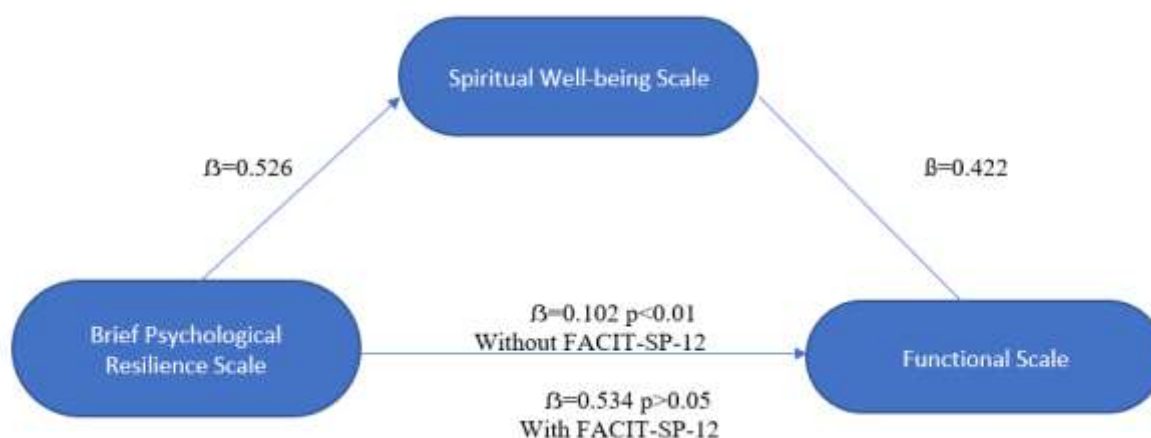 Spiritual Well-being Scale
ẞ=0.526
ẞ=0.422
Brief Psychological
Resilience Scale
ẞ=0.102 p<0.01
Without FACIT-SP-12
Functional Scale
ẞ=0.534 p>0.05
With FACIT-SP-12